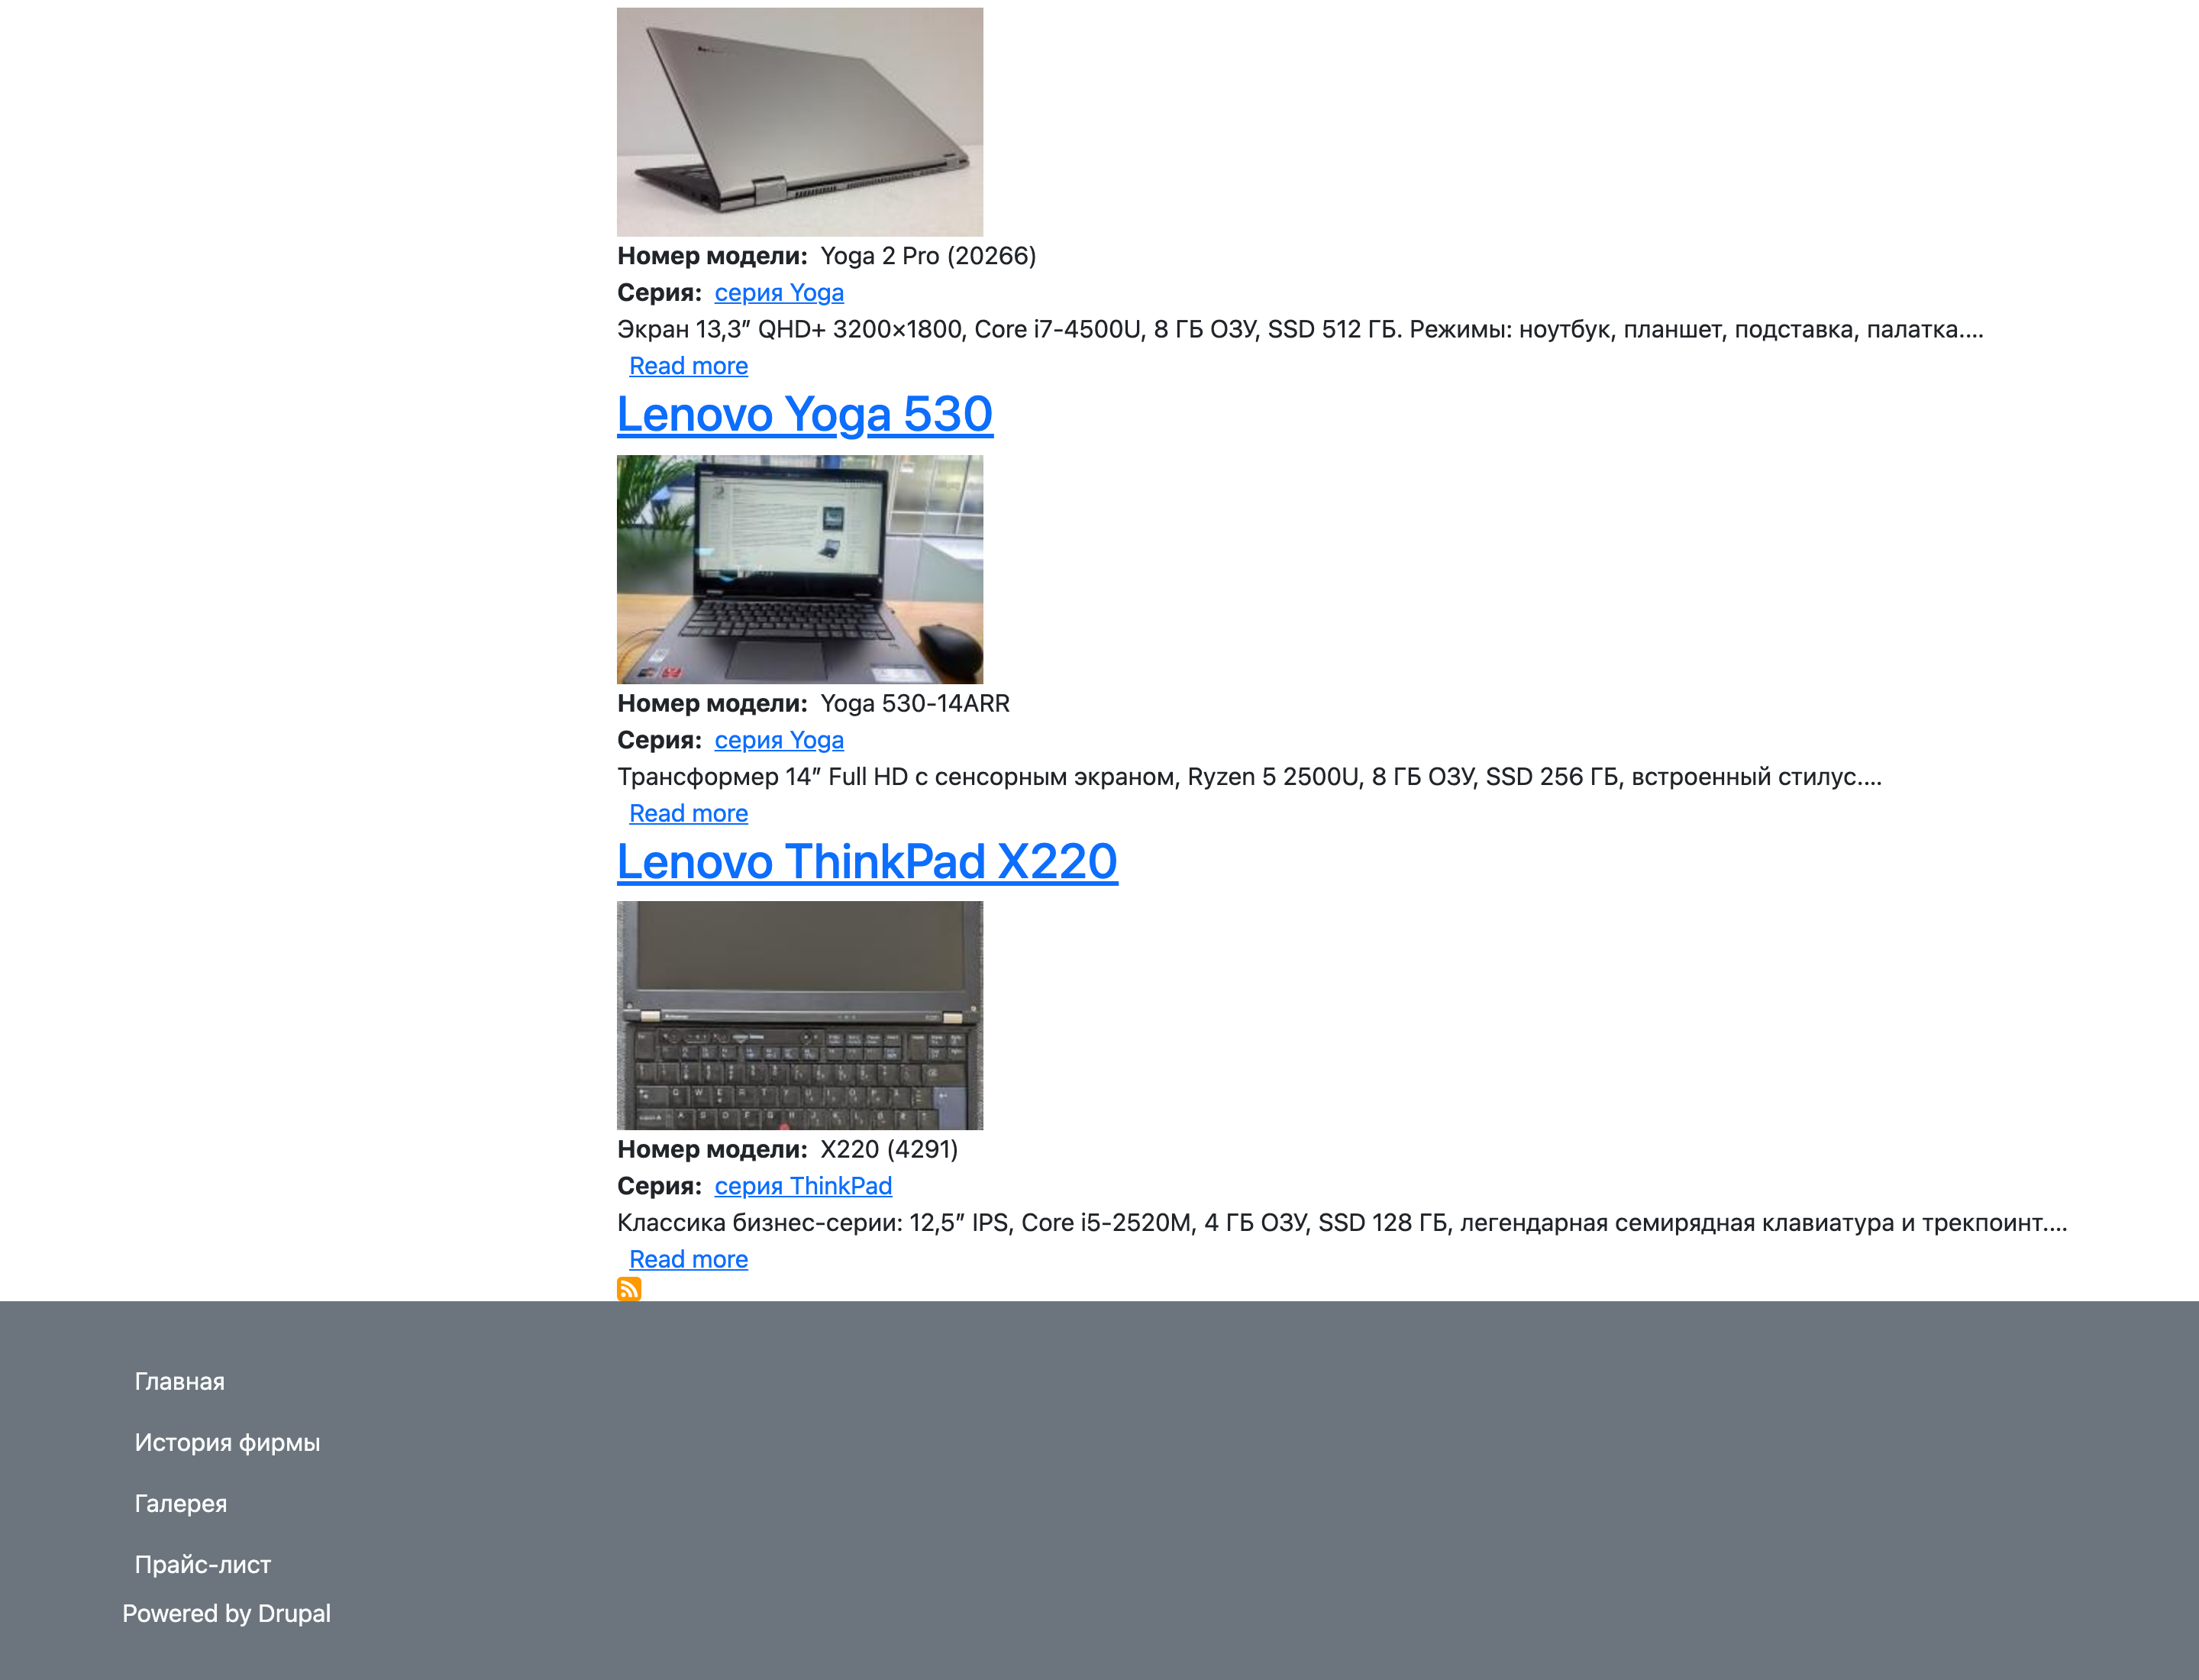 Номер модели: Yoga 2 Pro (20266)
Серия: серия Yoga
Экран 13,3″ QHD+ 3200×1800, Core i7-4500U, 8 ГБ ОЗУ, SSD 512 ГБ. Режимы: ноутбук, планшет, подставка, палатка....
Read more
Lenovo Yoga 530
Номер модели: Yoga 530-14ARR
Серия: серия Yoga
Трансформер 14″ Full HD с сенсорным экраном, Ryzen 5 2500U, 8 ГБ ОЗУ, SSD 256 ГБ, встроенный стилус....
Read more
Lenovo ThinkPad X220
Номер модели: X220 (4291)
Серия: серия ThinkPad
Классика бизнес-серии: 12,5″ IPS, Core i5-2520M, 4 ГБ ОЗУ, SSD 128 ГБ, легендарная семирядная клавиатура и трекпоинт....
Read more
Главная
История фирмы
Галерея
Прайс-лист
Powered by Drupal